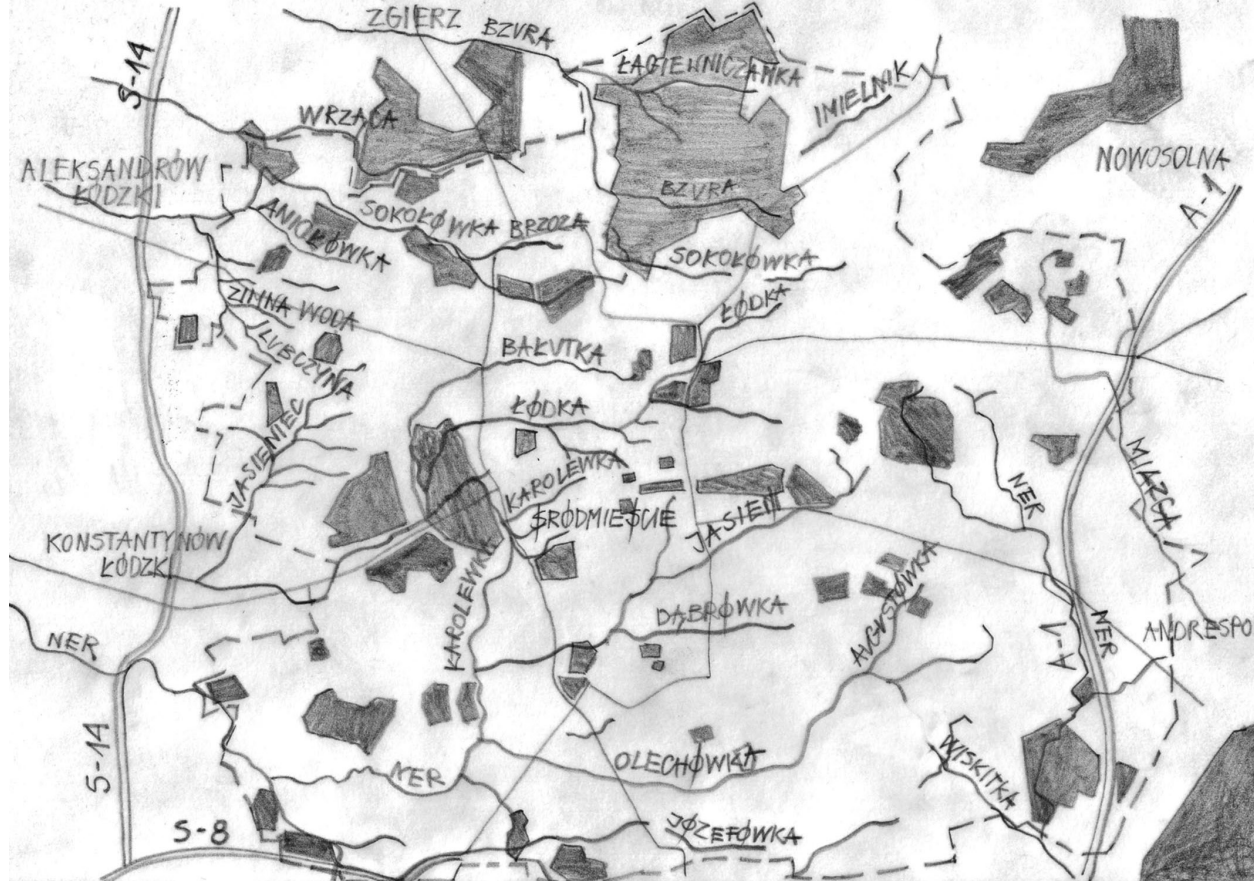 ZGIERZ
BZURA
S-14
ŁAGIEWNICZANKA
IMIELNIK
WRZĄCA
NOWOSOLNA
ALEKSANDRÓW
ŁÓDZKI
BZURA
A-1
ANIOŁÓWKA
SOKOŁÓWKA
BRZOZA
SOKOŁÓWKA
ZIMNA WODA
ŁÓDKA
LUBCZYNA
BAŁUTKA
ŁÓDKA
JASIENIEC
KAROLEWKA
NER
MIAZGA
ŚRÓDMIEŚCIE
JASIEŃ
KONSTANTYNÓW
ŁÓDZKI
KAROLEWKA
AUGUSTÓWKA
DĄBRÓWKA
NER
NER
A-1
ANDRESPO
S-14
NER
OLECHÓWKA
WISKITKA
S-8
JÓZEFÓWKA